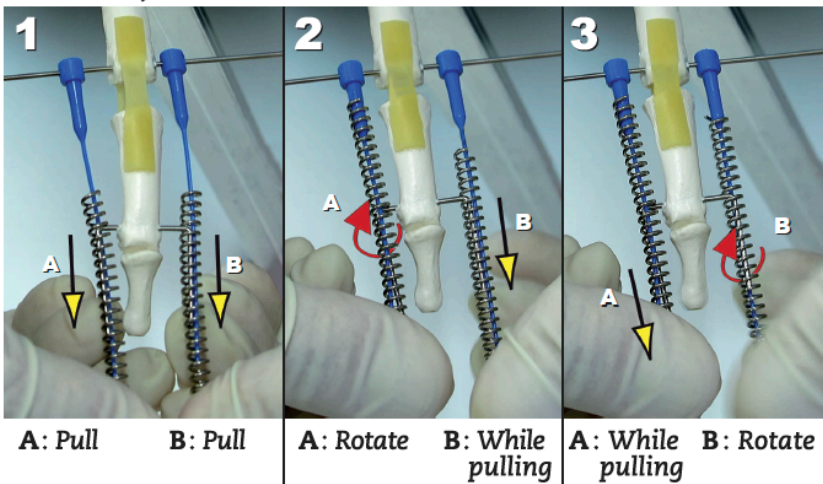 1
2
3
A
B
A
B
A
B
A: Pull
B: Pull
A: Rotate
B: While
pulling
A: While
pulling
B: Rotate